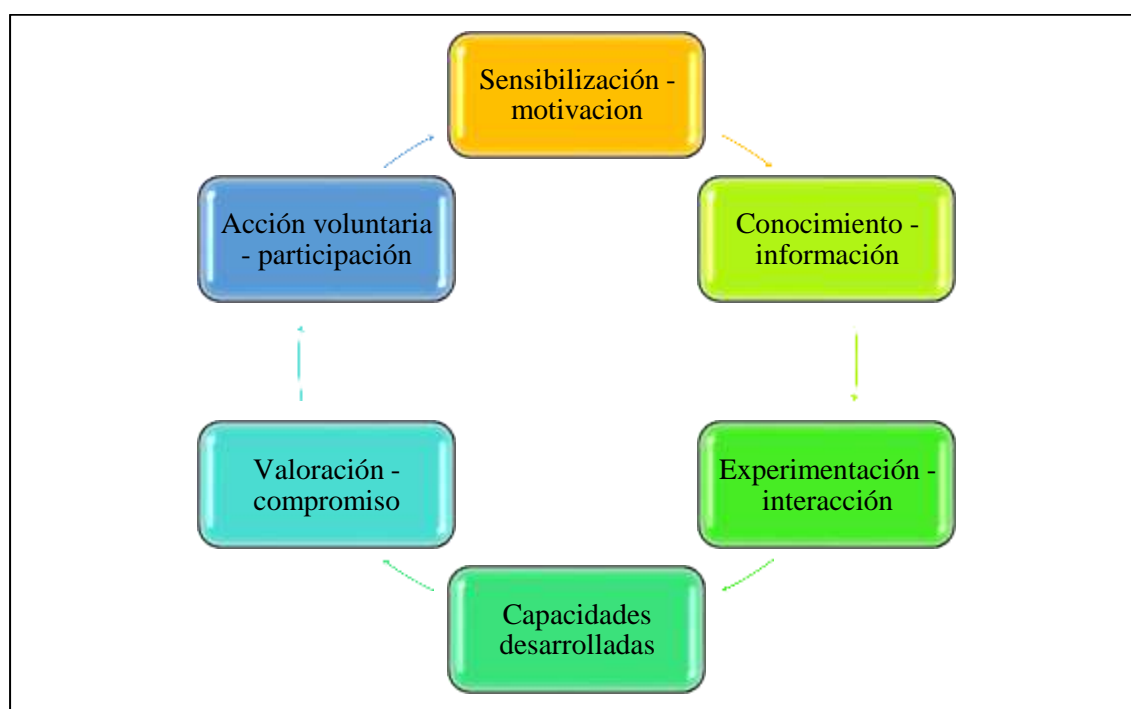 Sensibilización -
motivacion
Conocimiento -
información
Experimentación -
interacción
Capacidades
desarrolladas
Valoración -
compromiso
Acción voluntaria
- participación